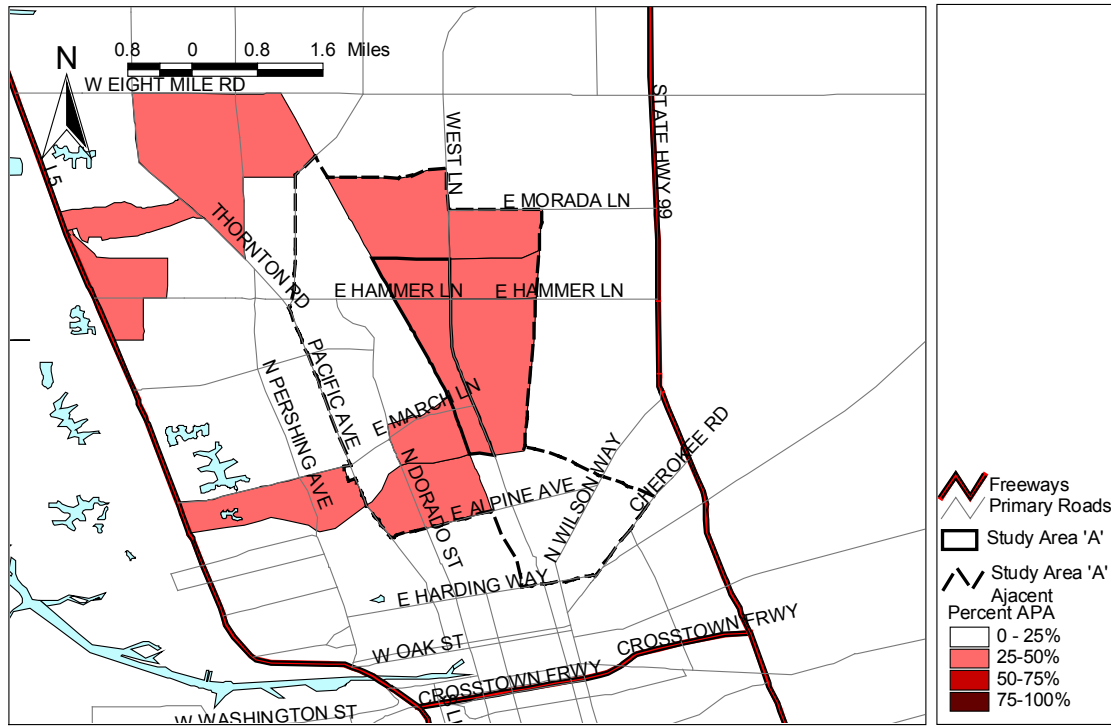 N
0.8 0 0.8 1.6 Miles
W EIGHT MILE RD
I 5
WEST LN
STATE HWY 99
E MORADA LN
THORNTON RD
E HAMMER LN
E HAMMER LN
PACIFIC AVE
N PERSHING AVE
E MARCH LN
N DORADO ST
E ALPINE AVE
N WILSON WAY
CHEROKEE RD
E HARDING WAY
W OAK ST
CROSSTOWN FRWY
CROSSTOWN FRWY
W WASHINGTON ST
Freeways
Primary Roads
Study Area 'A'
Study Area 'A'
Ajacent
Percent APA
0 - 25%
25-50%
50-75%
75-100%